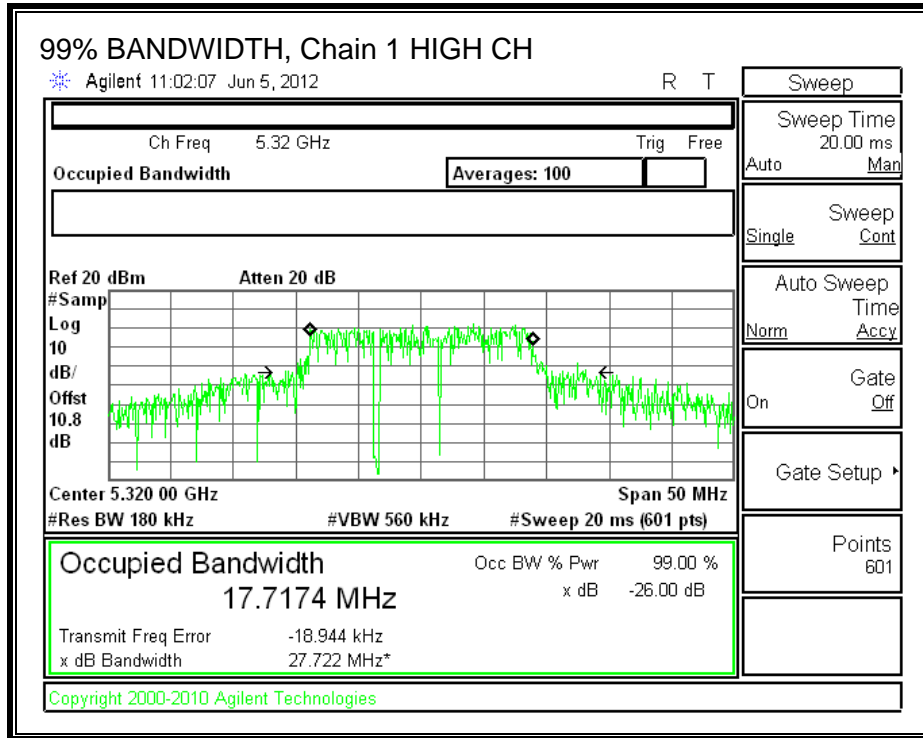 99% BANDWIDTH, Chain 1 HIGH CH
Agilent 11:02:07 Jun 5, 2012 R T
Ch Freq 5.32 GHz Trig Free
Occupied Bandwidth Averages: 100
Ref 20 dBm Atten 20 dB
#Samp
Log
10
dB/
Offst
10.8
dB
Center 5.320 00 GHz Span 50 MHz
#Res BW 180 kHz #VBW 560 kHz #Sweep 20 ms (601 pts)
Occupied Bandwidth Occ BW % Pwr 99.00 %
17.7174 MHz x dB -26.00 dB
Transmit Freq Error -18.944 kHz
x dB Bandwidth 27.722 MHz*
Copyright 2000-2010 Agilent Technologies
Sweep
Sweep Time
20.00 ms
Auto Man
Sweep
Single Cont
Auto Sweep
Time
Norm Accy
Gate
On Off
Gate Setup
Points
601